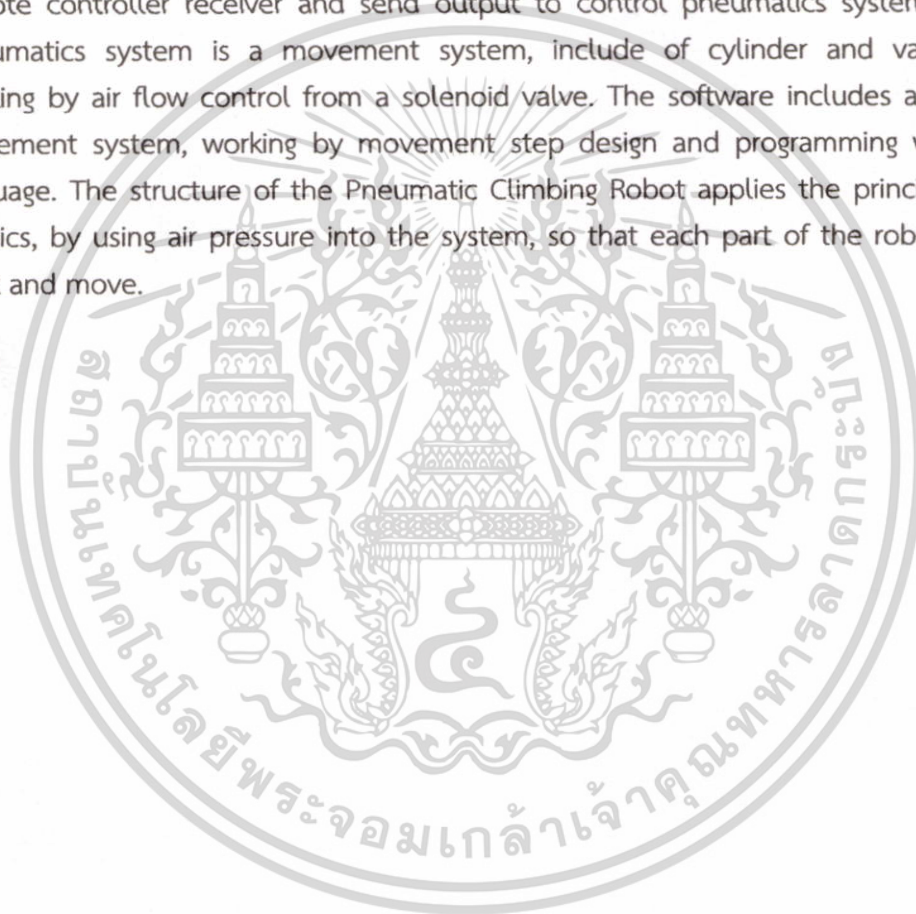 ote controller receiver and send output to control pneumatics system
umatics system is a movement system, include of cylinder and va
ing by air flow control from a solenoid valve. The software includes a
ement system, working by movement step design and programming
uage. The structure of the Pneumatic Climbing Robot applies the princi
ics, by using air pressure into the system, so that each part of the rob
and move.
สถาบันเทคโนโลยีพระจอมเกล้าเจ้าคุณทหารลาดกระบัง
๔